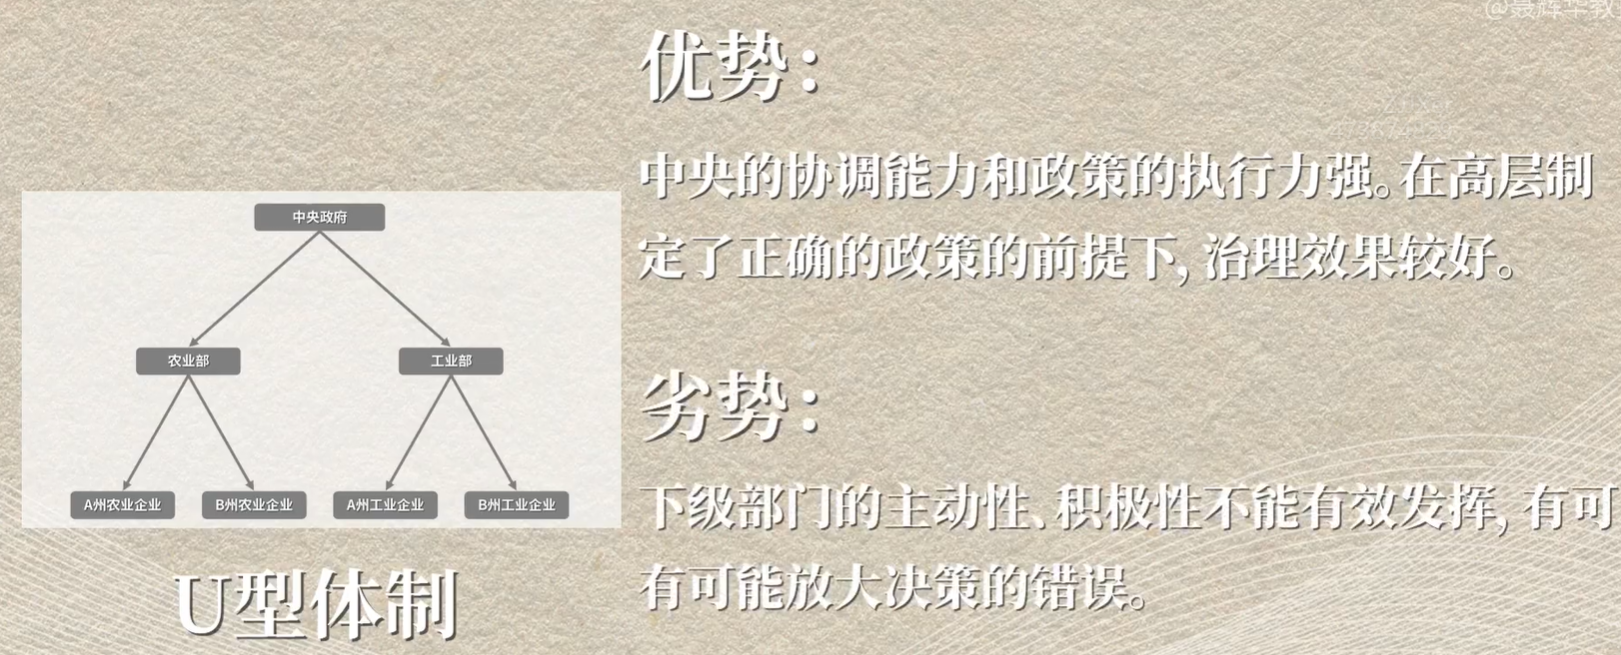 @聂辉华教
优势：
中央的协调能力和政策的执行力强。在高层制
定了正确的政策的前提下，治理效果较好。
中央政府
农业部
工业部
A州农业企业
B州农业企业
A州工业企业
B州工业企业
U型体制
劣势：
下级部门的主动性、积极性不能有效发挥，有可
有可能放大决策的错误。